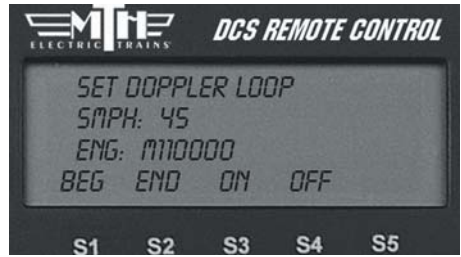 MTH
ELECTRIC TRAINS
DCS REMOTE CONTROL
SET DOPPLER LOOP
SMPH: 45
ENG: M110000
BEG END ON OFF
S1 S2 S3 S4 S5